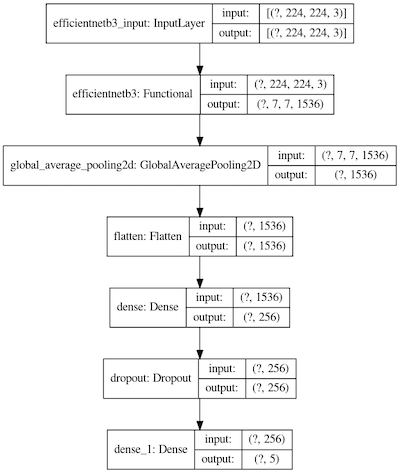 efficientnetb3_input: InputLayer
input: [(?, 224, 224, 3)]
output: [(?, 224, 224, 3)]
efficientnetb3: Functional
input: (?, 224, 224, 3)
output: (?, 7, 7, 1536)
global_average_pooling2d: GlobalAveragePooling2D
input: (?, 7, 7, 1536)
output: (?, 1536)
flatten: Flatten
input: (?, 1536)
output: (?, 1536)
dense: Dense
input: (?, 1536)
output: (?, 256)
dropout: Dropout
input: (?, 256)
output: (?, 256)
dense_1: Dense
input: (?, 256)
output: (?, 5)